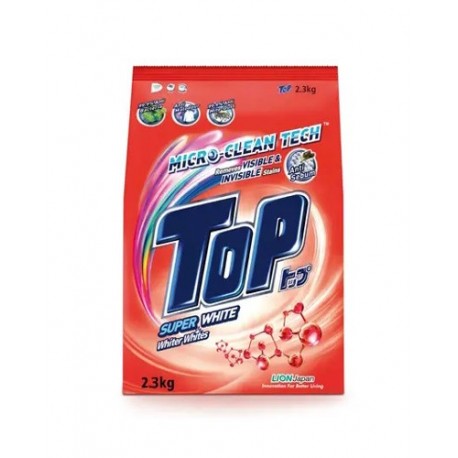 TOP 2.3kg
MICRO-CLEAN TECH™
Removes VISIBLE &
INVISIBLE Stains
Anti
Sebum
TOP
トップ
SUPER WHITE
Whiter Whites
2.3kg
LION Japan
Innovation For Better Living